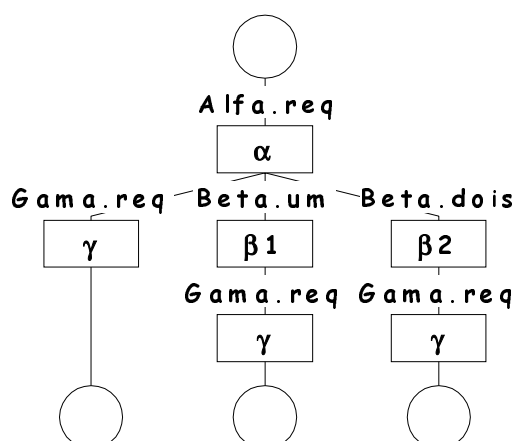 Alfa.req
α
Gama.req Beta.um Beta.dois
γ β1 β2
Gama.req Gama.req
γ γ